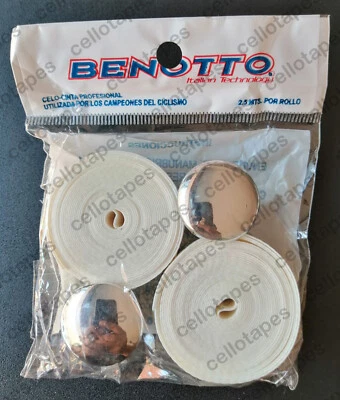 BENOTTO
Italian Technology
CELO-CINTA PROFESIONAL
UTILIZADA POR LOS CAMPEONES DEL CICLISMO
2.5 MTS. POR ROLLO
cellotapes